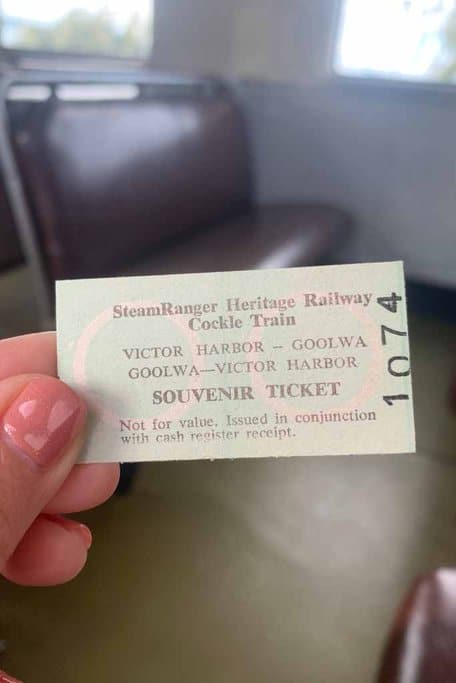 SteamRanger Heritage Railway
Cockle Train
VICTOR HARBOR – GOOLWA
GOOLWA—VICTOR HARBOR
SOUVENIR TICKET
Not for value. Issued in conjunction
with cash register receipt.
1074